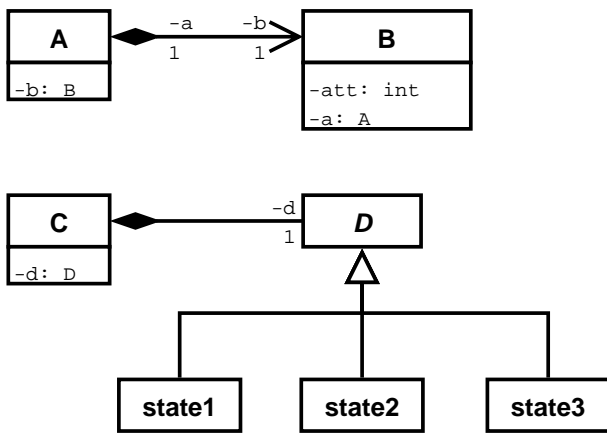 A
-a
-b
1
1
B
-b: B
-att: int
-a: A
C
-d
1
D
-d: D
state1
state2
state3